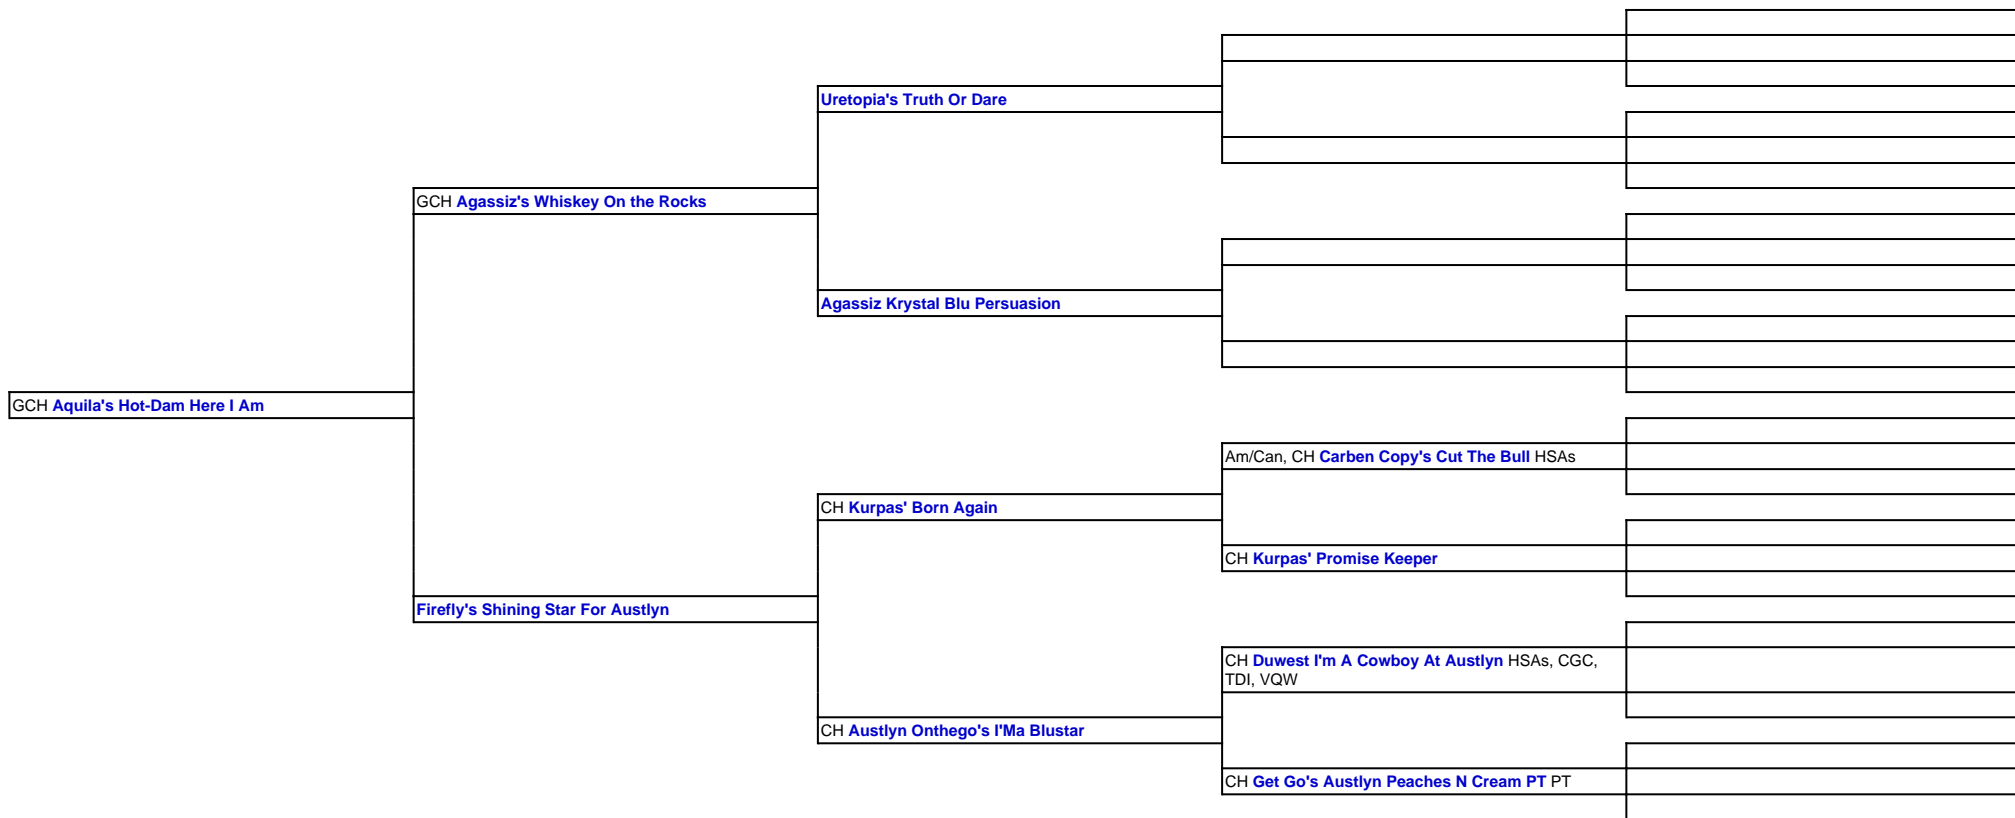 Uretopia's Truth Or Dare
GCH Agassiz's Whiskey On the Rocks
Agassiz Krystal Blu Persuasion
GCH Aquila's Hot-Dam Here I Am
Am/Can, CH Carben Copy's Cut The Bull HSAs
CH Kurpas' Born Again
CH Kurpas' Promise Keeper
Firefly's Shining Star For Austlyn
CH Duwest I'm A Cowboy At Austlyn HSAs, CGC,
TDI, VQW
CH Austlyn Onthego's I'Ma Blustar
CH Get Go's Austlyn Peaches N Cream PT PT